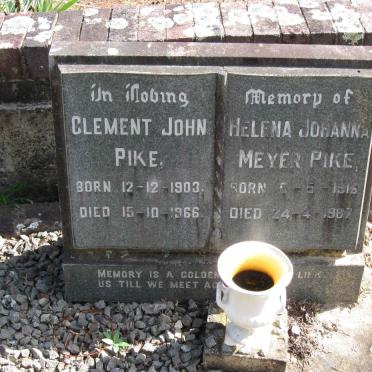 In Loving
CLEMENT JOHN
PIKE,
BORN 12-12-1903.
DIED 15-10-1966.
Memory of
HELENA JOHANNA
MEYER PIKE,
BORN 5-1916
DIED 24-4-1987
MEMORY IS A GOLDEN LINK
US TILL WE MEET